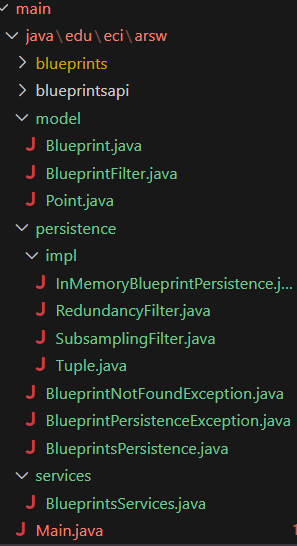 main
java\edu\eci\arsw
blueprints
blueprintsapi
model
J Blueprint.java
J BlueprintFilter.java
J Point.java
persistence
impl
J InMemoryBlueprintPersistence.j...
J RedundancyFilter.java
J SubsamplingFilter.java
J Tuple.java
J BlueprintNotFoundException.java
J BlueprintPersistenceException.java
J BlueprintsPersistence.java
services
J BlueprintsServices.java
J Main.java